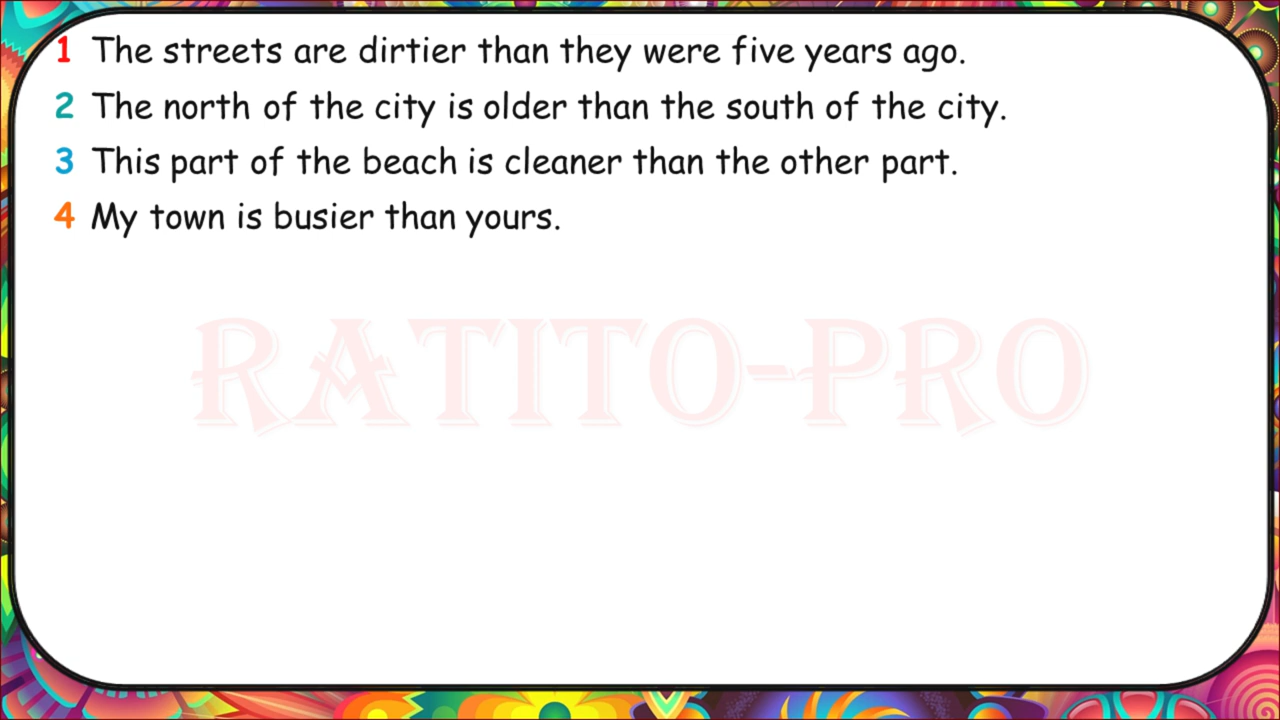 1 The streets are dirtier than they were five years ago.
2 The north of the city is older than the south of the city.
3 This part of the beach is cleaner than the other part.
4 My town is busier than yours.
RATITO-PRO